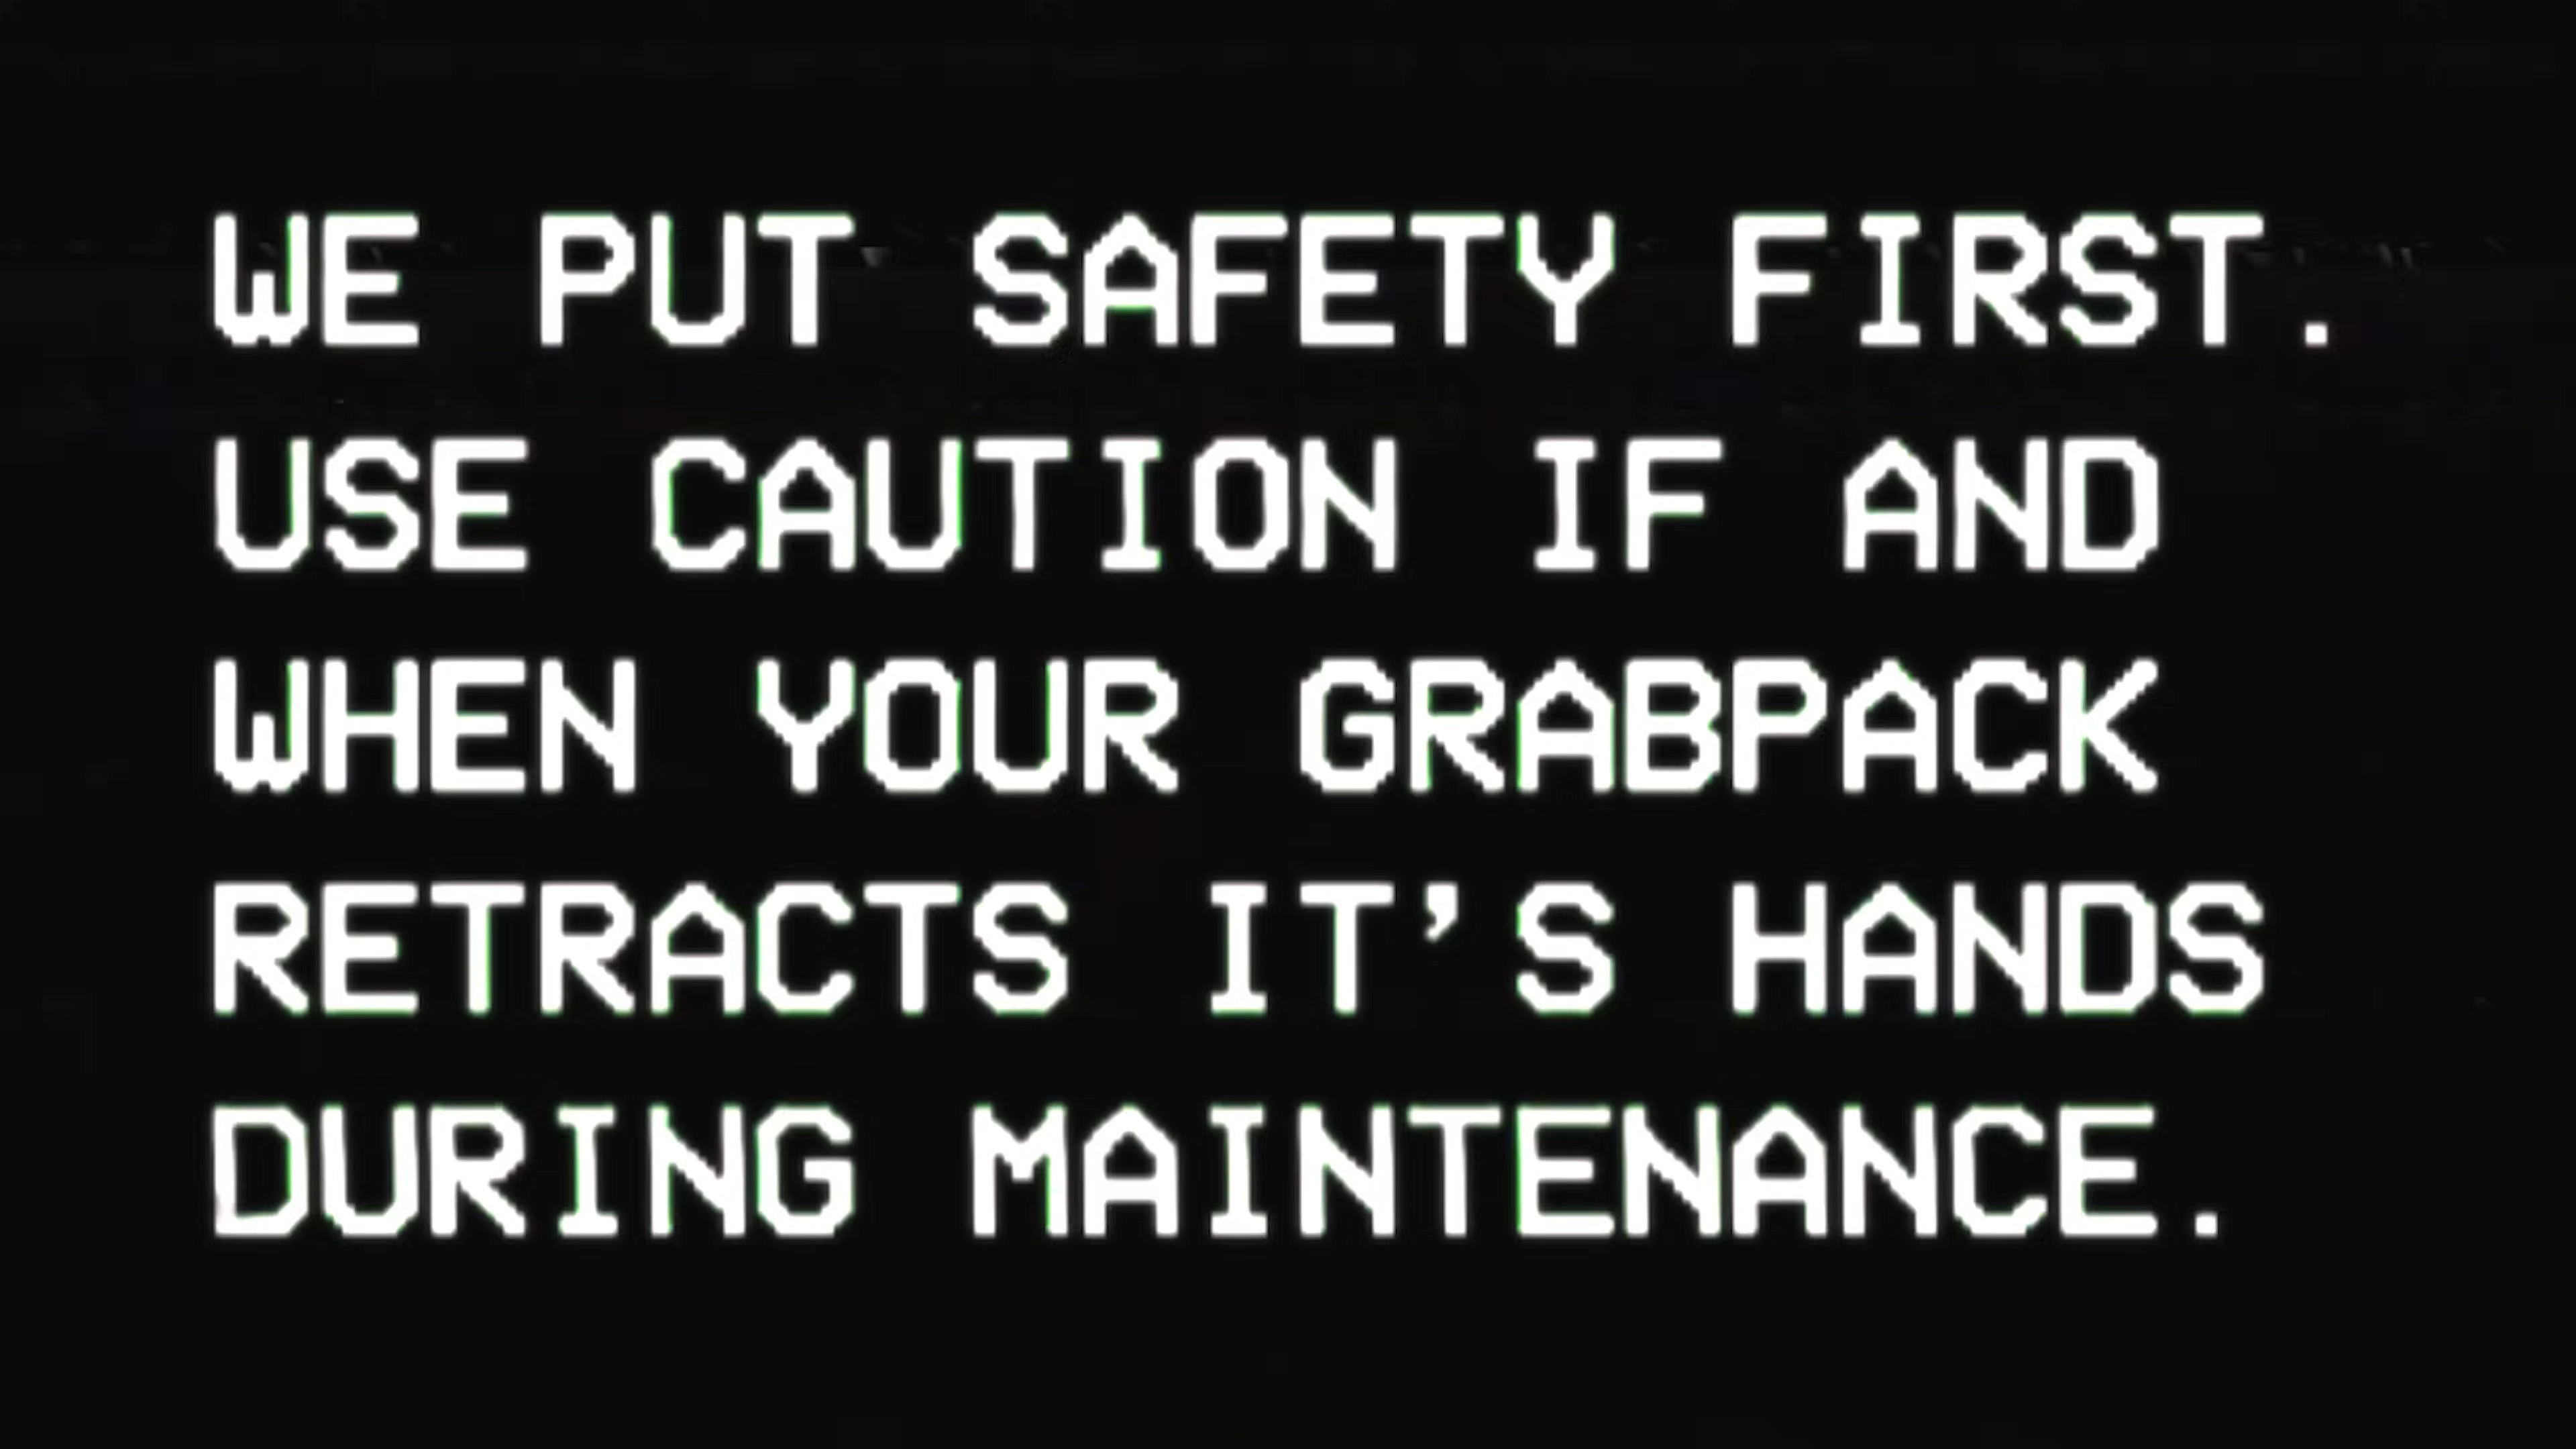 WE PUT SAFETY FIRST.
USE CAUTION IF AND
WHEN YOUR GRABPACK
RETRACTS IT’S HANDS
DURING MAINTENANCE.